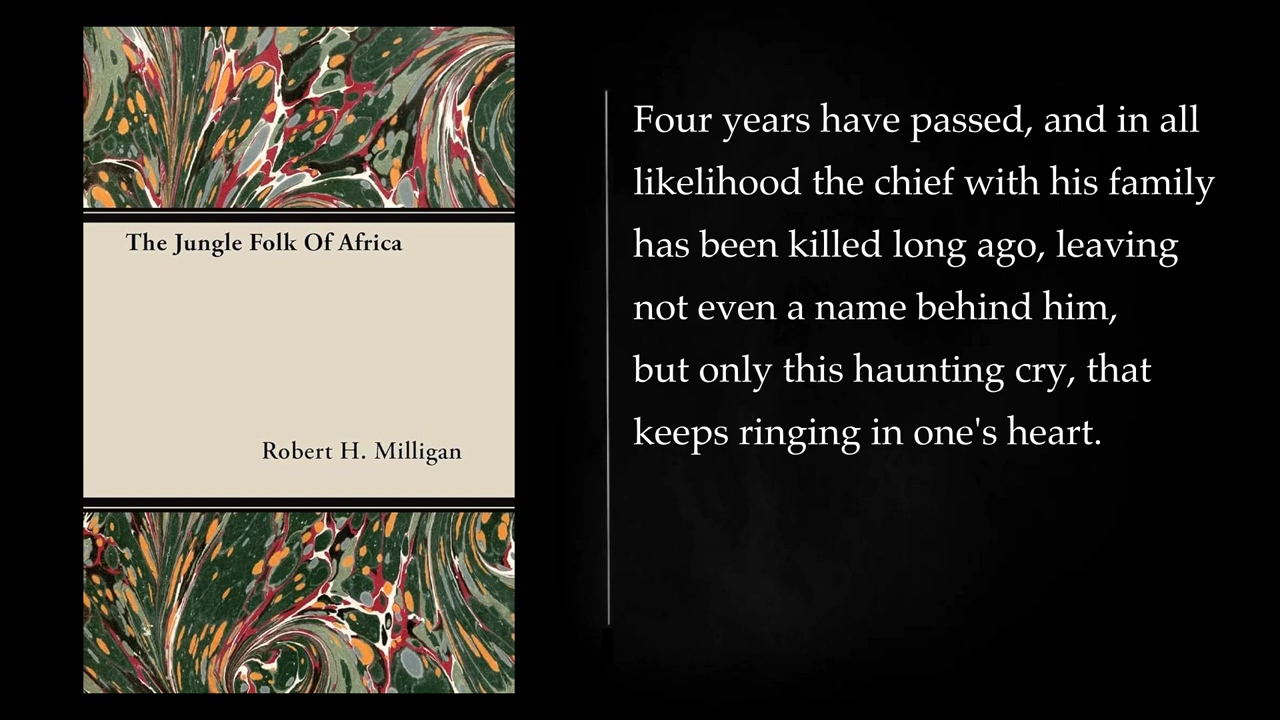 The Jungle Folk Of Africa
Robert H. Milligan
Four years have passed, and in all
likelihood the chief with his family
has been killed long ago, leaving
not even a name behind him,
but only this haunting cry, that
keeps ringing in one's heart.